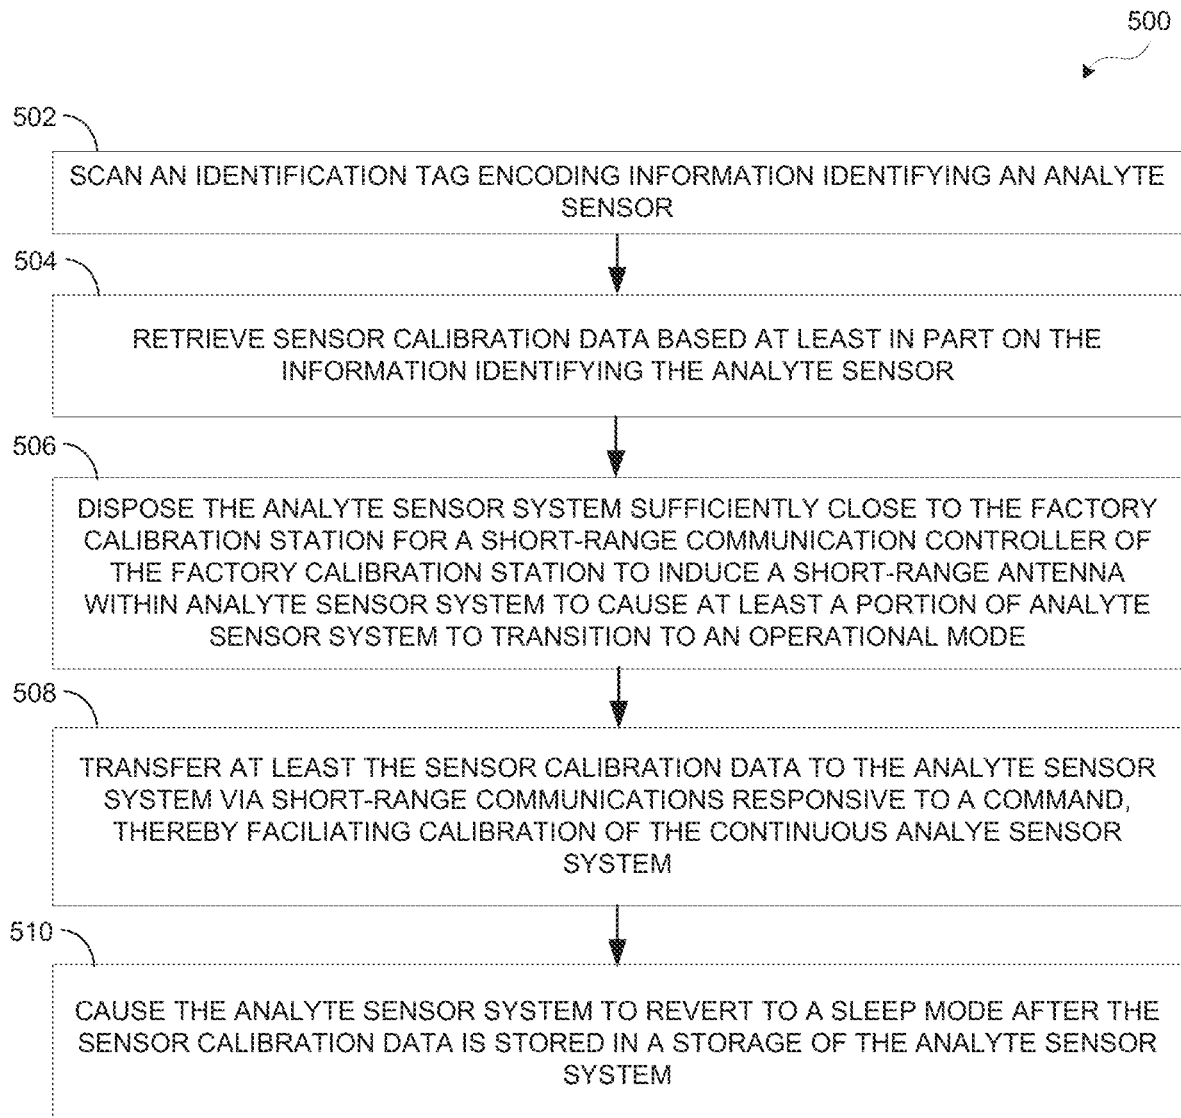 500
502
SCAN AN IDENTIFICATION TAG ENCODING INFORMATION IDENTIFYING AN ANALYTE
SENSOR
504
RETRIEVE SENSOR CALIBRATION DATA BASED AT LEAST IN PART ON THE
INFORMATION IDENTIFYING THE ANALYTE SENSOR
506
DISPOSE THE ANALYTE SENSOR SYSTEM SUFFICIENTLY CLOSE TO THE FACTORY
CALIBRATION STATION FOR A SHORT-RANGE COMMUNICATION CONTROLLER OF
THE FACTORY CALIBRATION STATION TO INDUCE A SHORT-RANGE ANTENNA
WITHIN ANALYTE SENSOR SYSTEM TO CAUSE AT LEAST A PORTION OF ANALYTE
SENSOR SYSTEM TO TRANSITION TO AN OPERATIONAL MODE
508
TRANSFER AT LEAST THE SENSOR CALIBRATION DATA TO THE ANALYTE SENSOR
SYSTEM VIA SHORT-RANGE COMMUNICATIONS RESPONSIVE TO A COMMAND,
THEREBY FACILIATING CALIBRATION OF THE CONTINUOUS ANALYE SENSOR
SYSTEM
510
CAUSE THE ANALYTE SENSOR SYSTEM TO REVERT TO A SLEEP MODE AFTER THE
SENSOR CALIBRATION DATA IS STORED IN A STORAGE OF THE ANALYTE SENSOR
SYSTEM